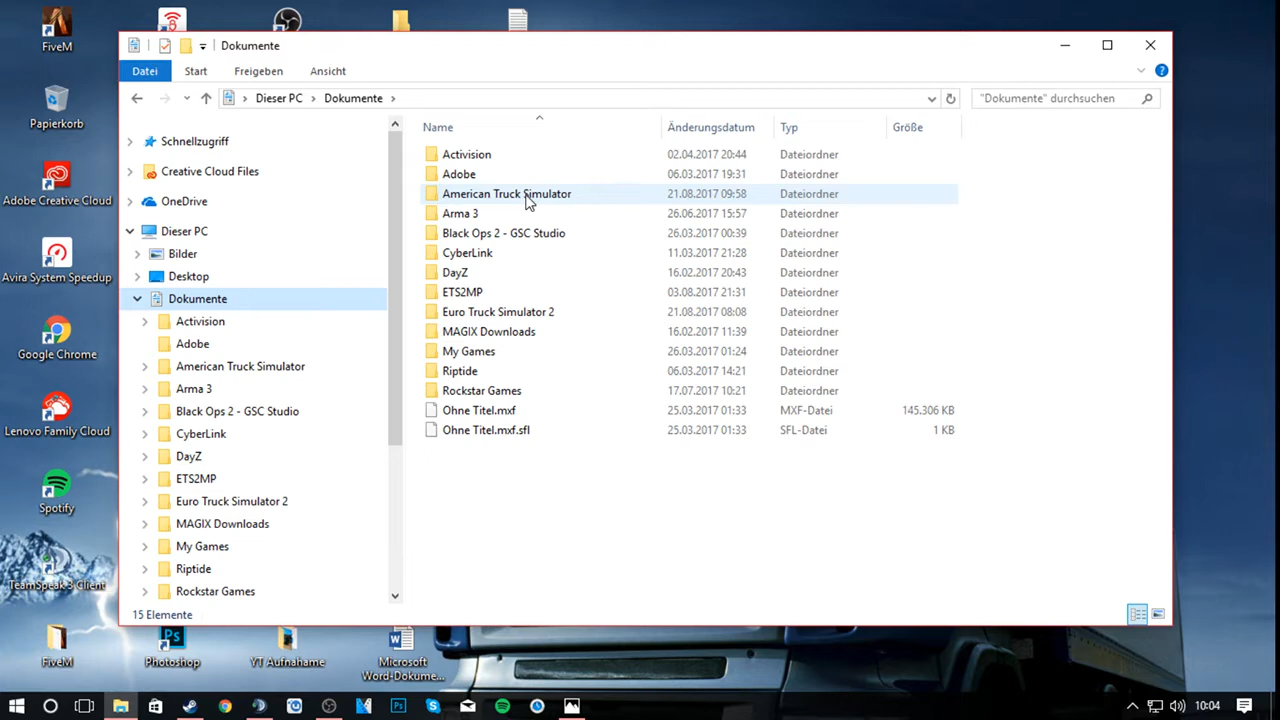 FiveM
Papierkorb
Adobe Creative Cloud
Avira System Speedup
Google Chrome
Lenovo Family Cloud
Spotify
TeamSpeak 3 Client
FiveM
Photoshop
YT Aufnahame
Microsoft
Word-Dokume...
Dokumente
Datei Start Freigeben Ansicht
Dieser PC Dokumente
"Dokumente" durchsuchen
Schnellzugriff
Creative Cloud Files
OneDrive
Dieser PC
Bilder
Desktop
Dokumente
Activision
Adobe
American Truck Simulator
Arma 3
Black Ops 2 - GSC Studio
CyberLink
DayZ
ETS2MP
Euro Truck Simulator 2
MAGIX Downloads
My Games
Riptide
Rockstar Games
Name Änderungsdatum Typ Größe
Activision 02.04.2017 20:44 Dateiordner
Adobe 06.03.2017 19:31 Dateiordner
American Truck Simulator 21.08.2017 09:58 Dateiordner
Arma 3 26.06.2017 15:57 Dateiordner
Black Ops 2 - GSC Studio 26.03.2017 00:39 Dateiordner
CyberLink 11.03.2017 21:28 Dateiordner
DayZ 16.02.2017 20:43 Dateiordner
ETS2MP 03.08.2017 21:31 Dateiordner
Euro Truck Simulator 2 21.08.2017 08:08 Dateiordner
MAGIX Downloads 16.02.2017 11:39 Dateiordner
My Games 26.03.2017 01:24 Dateiordner
Riptide 06.03.2017 14:21 Dateiordner
Rockstar Games 17.07.2017 10:21 Dateiordner
Ohne Titel.mxf 25.03.2017 01:33 MXF-Datei 145.306 KB
Ohne Titel.mxf.sfl 25.03.2017 01:33 SFL-Datei 1 KB
15 Elemente
10:04